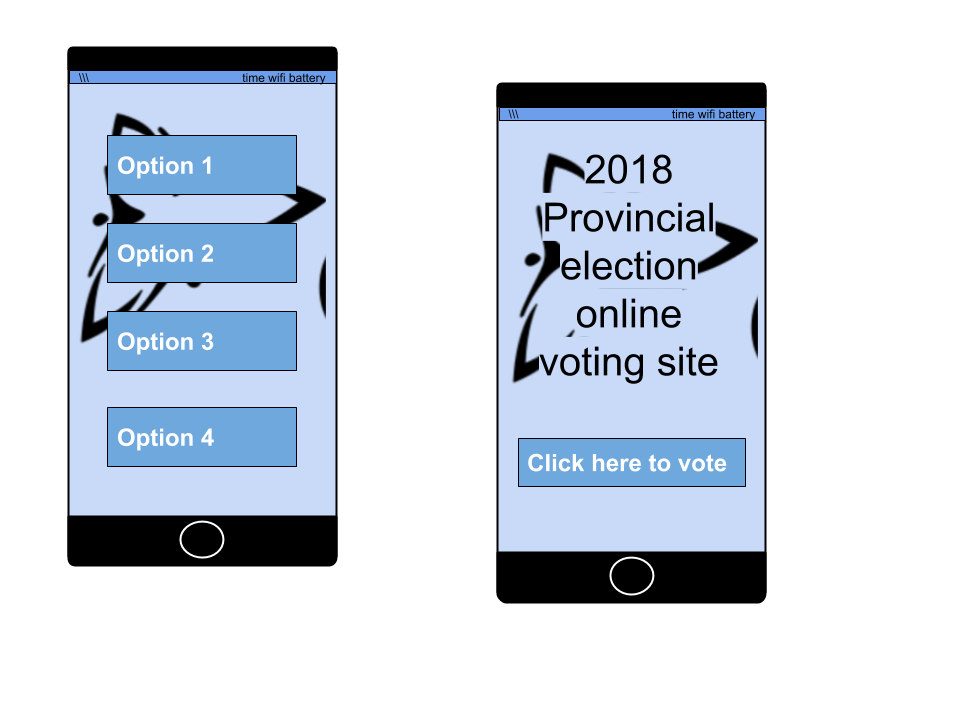 \\\ time wifi battery
Option 1
Option 2
Option 3
Option 4
\\\ time wifi battery
2018
Provincial
election
online
voting site
Click here to vote